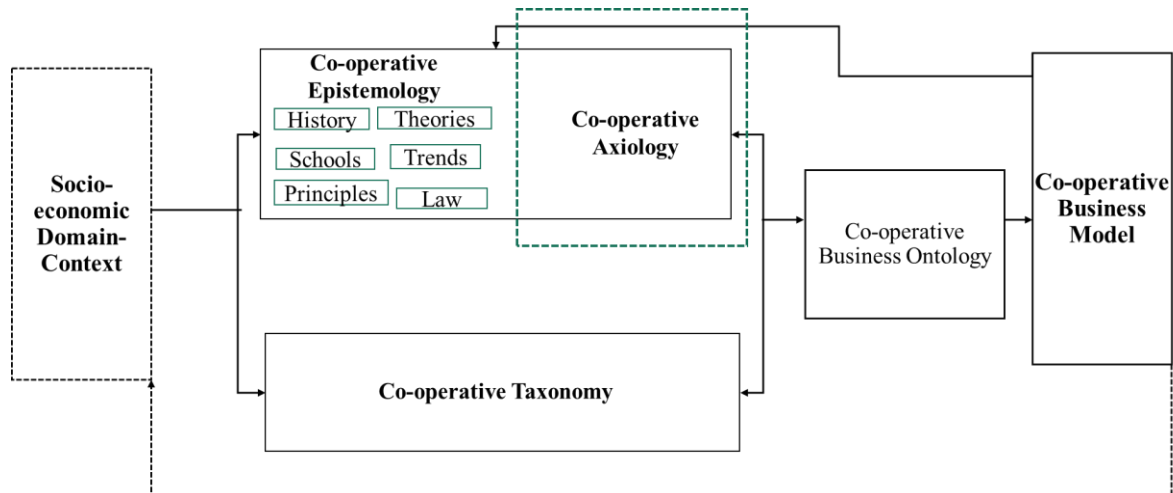 Socio-
economic
Domain-
Context
Co-operative
Epistemology
History
Theories
Schools
Trends
Principles
Law
Co-operative
Axiology
Co-operative Taxonomy
Co-operative
Business Ontology
Co-operative
Business
Model